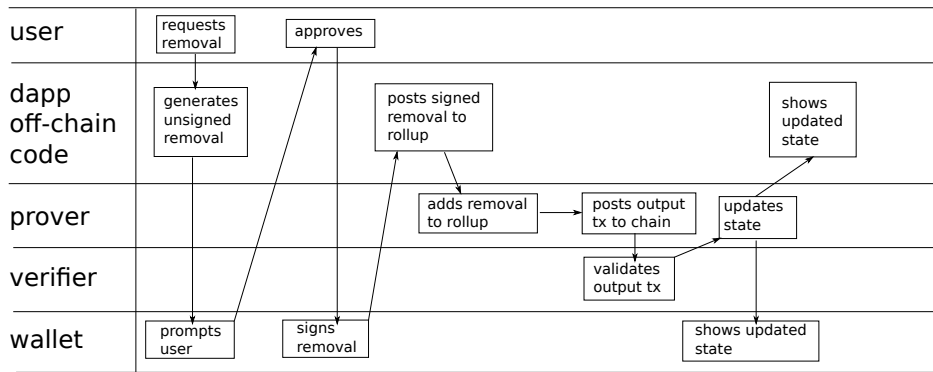 user
requests
removal
approves
dapp
off-chain
code
generates
unsigned
removal
posts signed
removal to
rollup
shows
updated
state
prover
adds removal
to rollup
posts output
tx to chain
updates
state
verifier
validates
output tx
wallet
prompts
user
signs
removal
shows updated
state